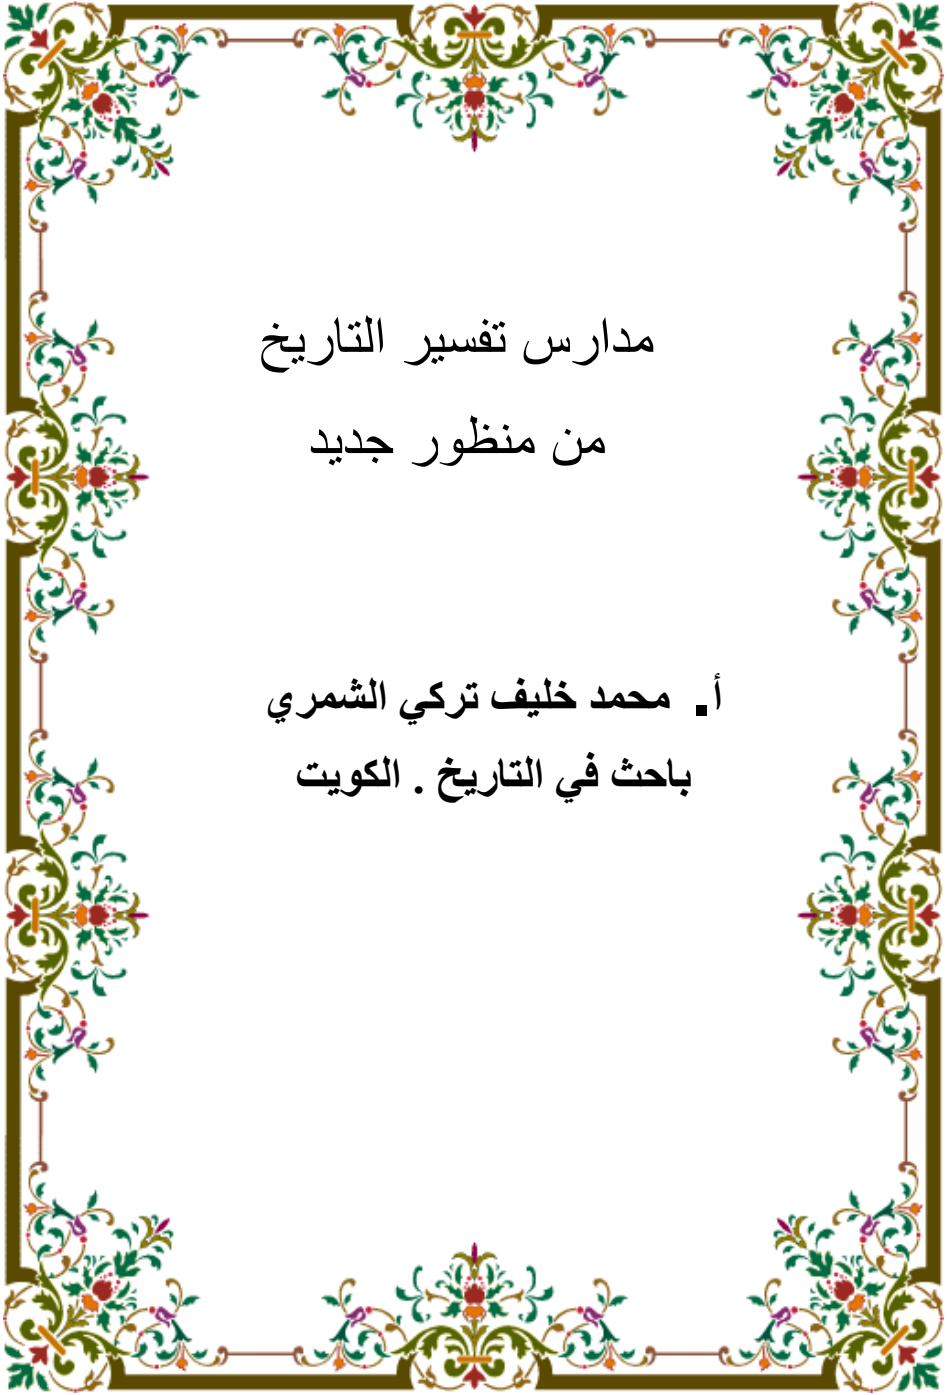 مدارس تفسير التاريخ
من منظور جديد
أ. محمد خليف تركي الشمري
باحث في التاريخ . الكويت